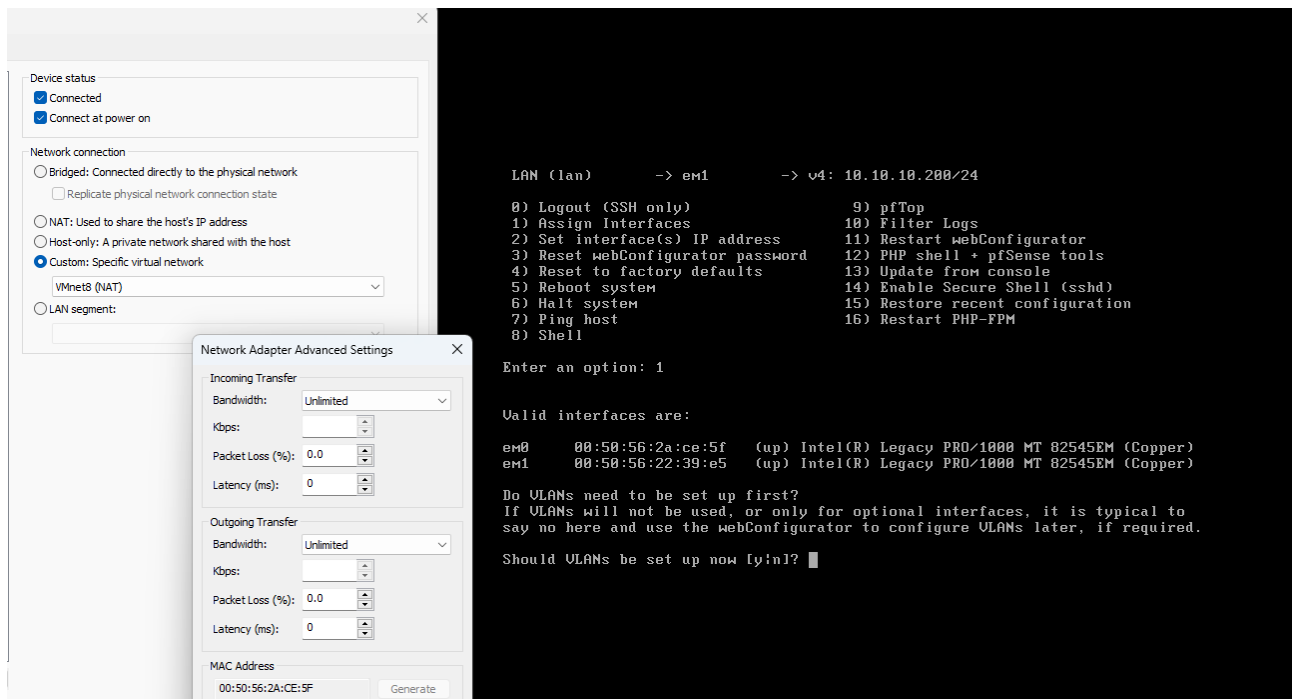 Device status
Connected
Connect at power on
Network connection
Bridged: Connected directly to the physical network
Replicate physical network connection state
NAT: Used to share the host's IP address
Host-only: A private network shared with the host
Custom: Specific virtual network
VMnet8 (NAT)
LAN segment:
Network Adapter Advanced Settings
Incoming Transfer
Bandwidth: Unlimited
Kbps:
Packet Loss (%): 0.0
Latency (ms): 0
Outgoing Transfer
Bandwidth: Unlimited
Kbps:
Packet Loss (%): 0.0
Latency (ms): 0
MAC Address
00:50:56:2A:CE:5F Generate
LAN (lan) -> em1 -> v4: 10.10.10.200/24
0) Logout (SSH only) 9) pfTop
1) Assign Interfaces 10) Filter Logs
2) Set interface(s) IP address 11) Restart webConfigurator
3) Reset webConfigurator password 12) PHP shell + pfSense tools
4) Reset to factory defaults 13) Update from console
5) Reboot system 14) Enable Secure Shell (sshd)
6) Halt system 15) Restore recent configuration
7) Ping host 16) Restart PHP-FPM
8) Shell
Enter an option: 1
Valid interfaces are:
em0 00:50:56:2a:ce:5f (up) Intel(R) Legacy PRO/1000 MT 82545EM (Copper)
em1 00:50:56:22:39:e5 (up) Intel(R) Legacy PRO/1000 MT 82545EM (Copper)
Do VLANs need to be set up first?
If VLANs will not be used, or only for optional interfaces, it is typical to
say no here and use the webConfigurator to configure VLANs later, if required.
Should VLANs be set up now [y|n]?